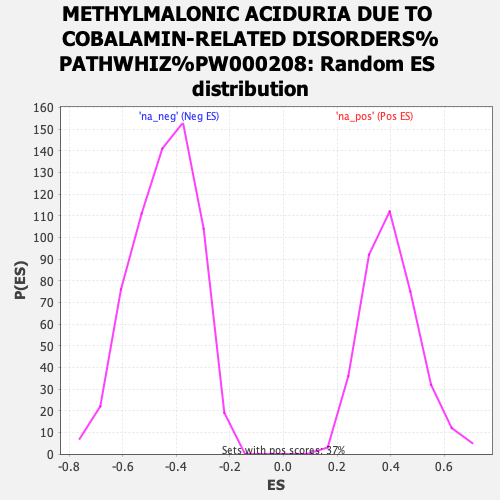 METHYLMALONIC ACIDURIA DUE TO
COBALAMIN-RELATED DISORDERS%
PATHWHIZ%PW000208: Random ES
distribution
'na_neg' (Neg ES)
'na_pos' (Pos ES)
P(ES)
160
150
140
130
120
110
100
90
80
70
60
50
40
30
20
10
0
Sets with pos scores: 37%
-0.8 -0.6 -0.4 -0.2 0.0 0.2 0.4 0.6
ES